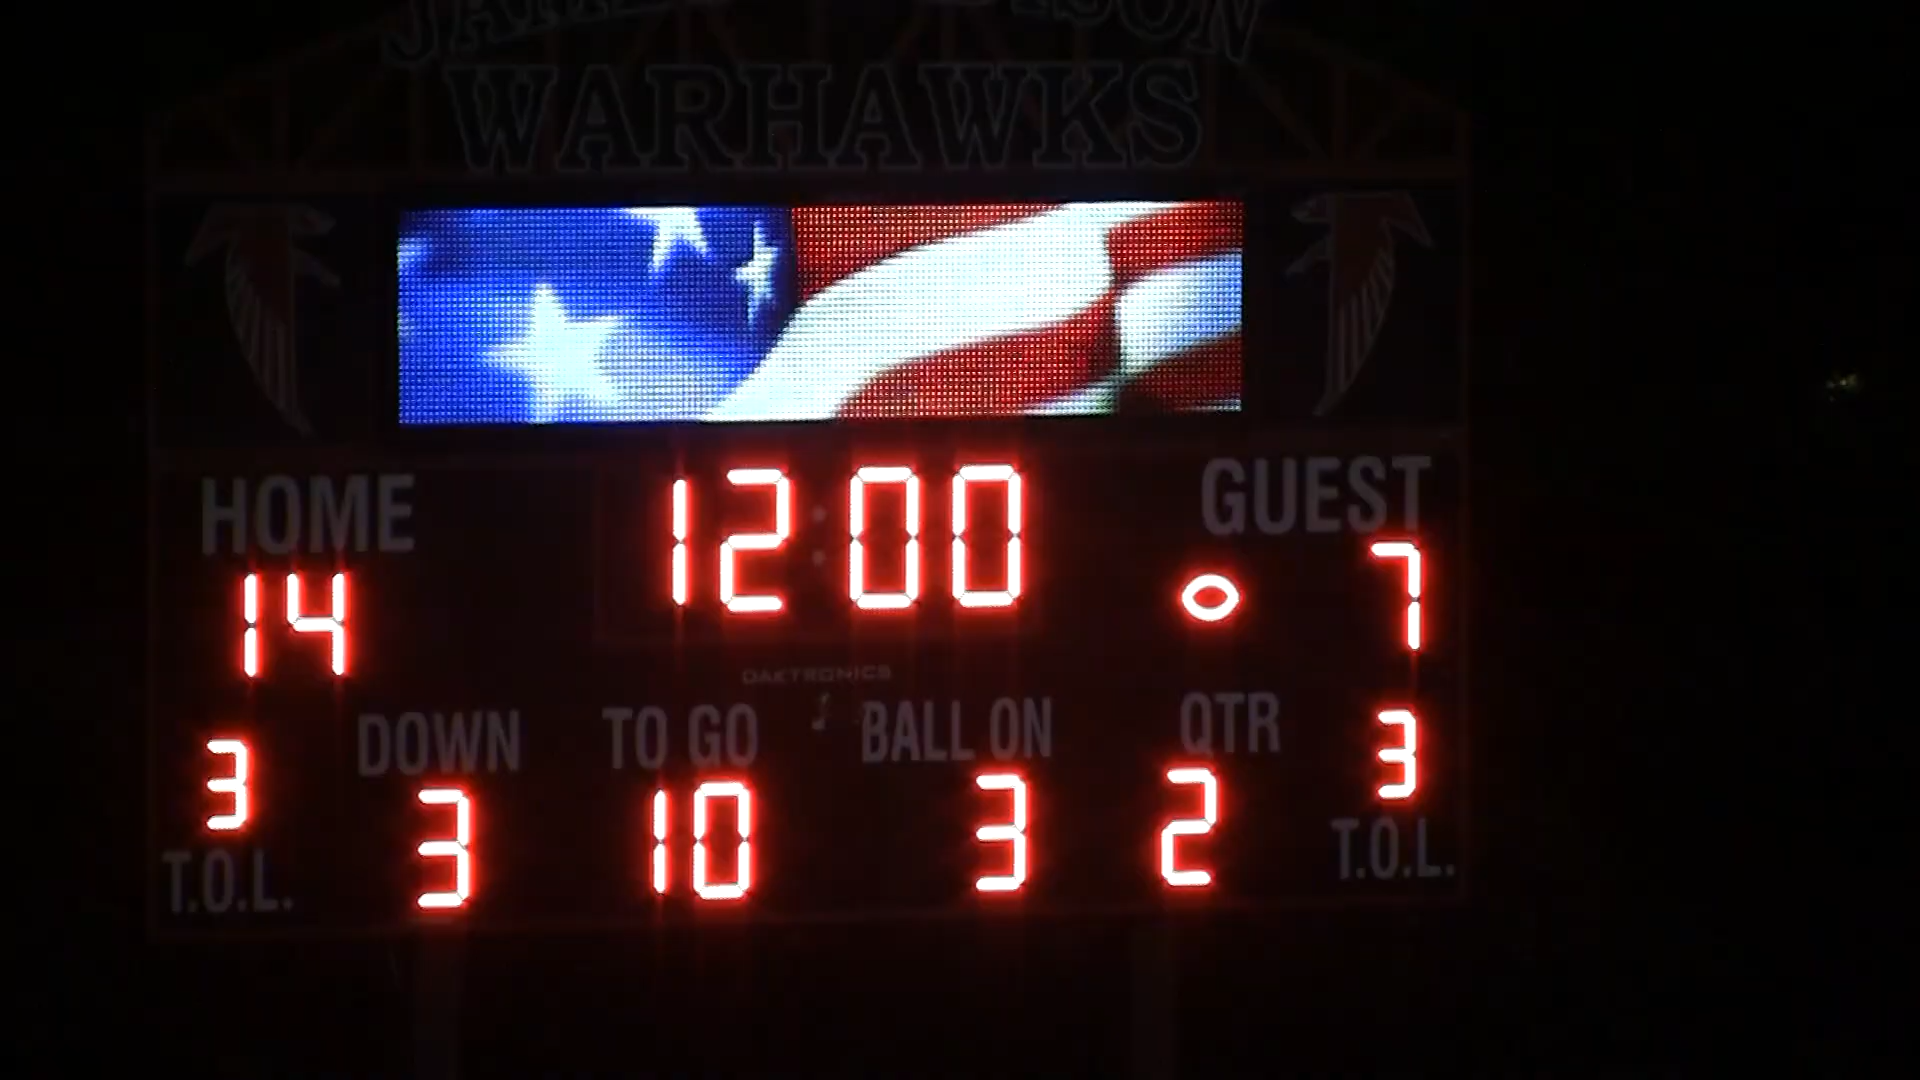 WARHAWKS
HOME 12:00 GUEST
14 7
DAKTRONICS
DOWN TO GO BALL ON QTR
3 3 10 3 2 3
T.O.L. T.O.L.